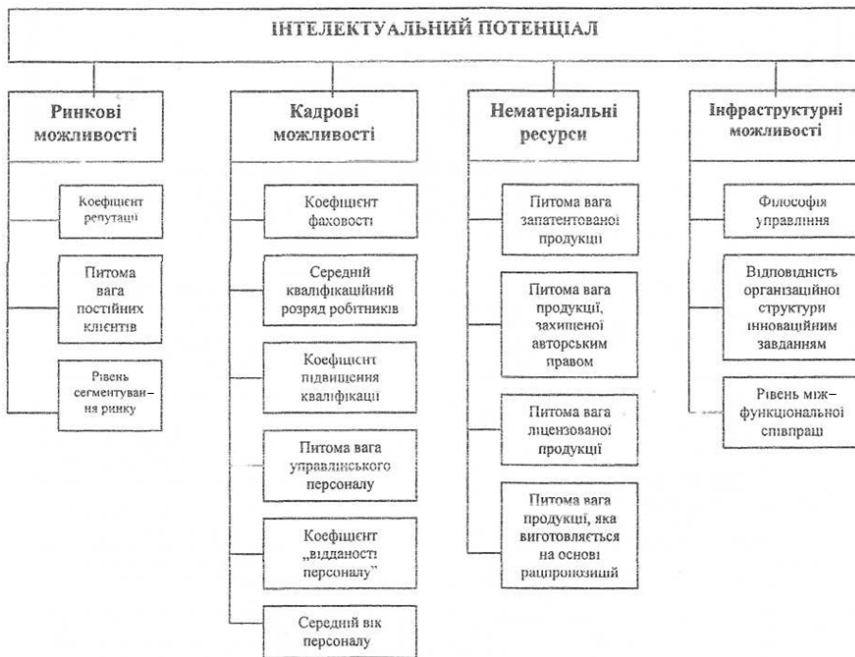 ІНТЕЛЕКТУАЛЬНИЙ ПОТЕНЦІАЛ
Ринкові
можливості
Коефіцієнт
репутації
Питома
вага
постійних
клієнтів
Рівень
сегментуван–
ня ринку
Кадрові
можливості
Коефіцієнт
фаховості
Середній
кваліфікаційний
розряд робітників
Коефіцієнт
підвищення
кваліфікації
Питома вага
управлінського
персоналу
Коефіцієнт
„відданості
персоналу”
Середній вік
персоналу
Нематеріальні
ресурси
Питома вага
запатентованої
продукції
Питома вага
продукції,
захищеної
авторським
правом
Питома вага
ліцензованої
продукції
Питома вага
продукції, яка
виготовляється
на основі
рацпропозицій
Інфраструктурні
можливості
Філософія
управління
Відповідність
організаційної
структури
інноваційним
завданням
Рівень між–
функціональної
співпраці